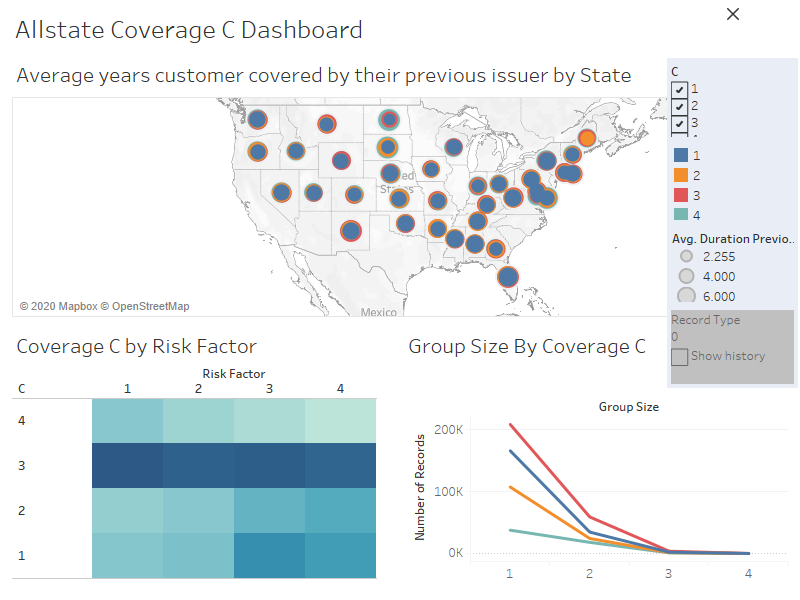 Allstate Coverage C Dashboard
Average years customer covered by their previous issuer by State
C
1
2
3
1
2
3
4
Avg. Duration Previo..
2.255
4.000
6.000
Record Type
0
Show history
© 2020 Mapbox © OpenStreetMap
Mexico
Coverage C by Risk Factor
Risk Factor
C 1 2 3 4
4
3
2
1
Group Size By Coverage C
Group Size
Number of Records
200K
100K
0K
1 2 3 4